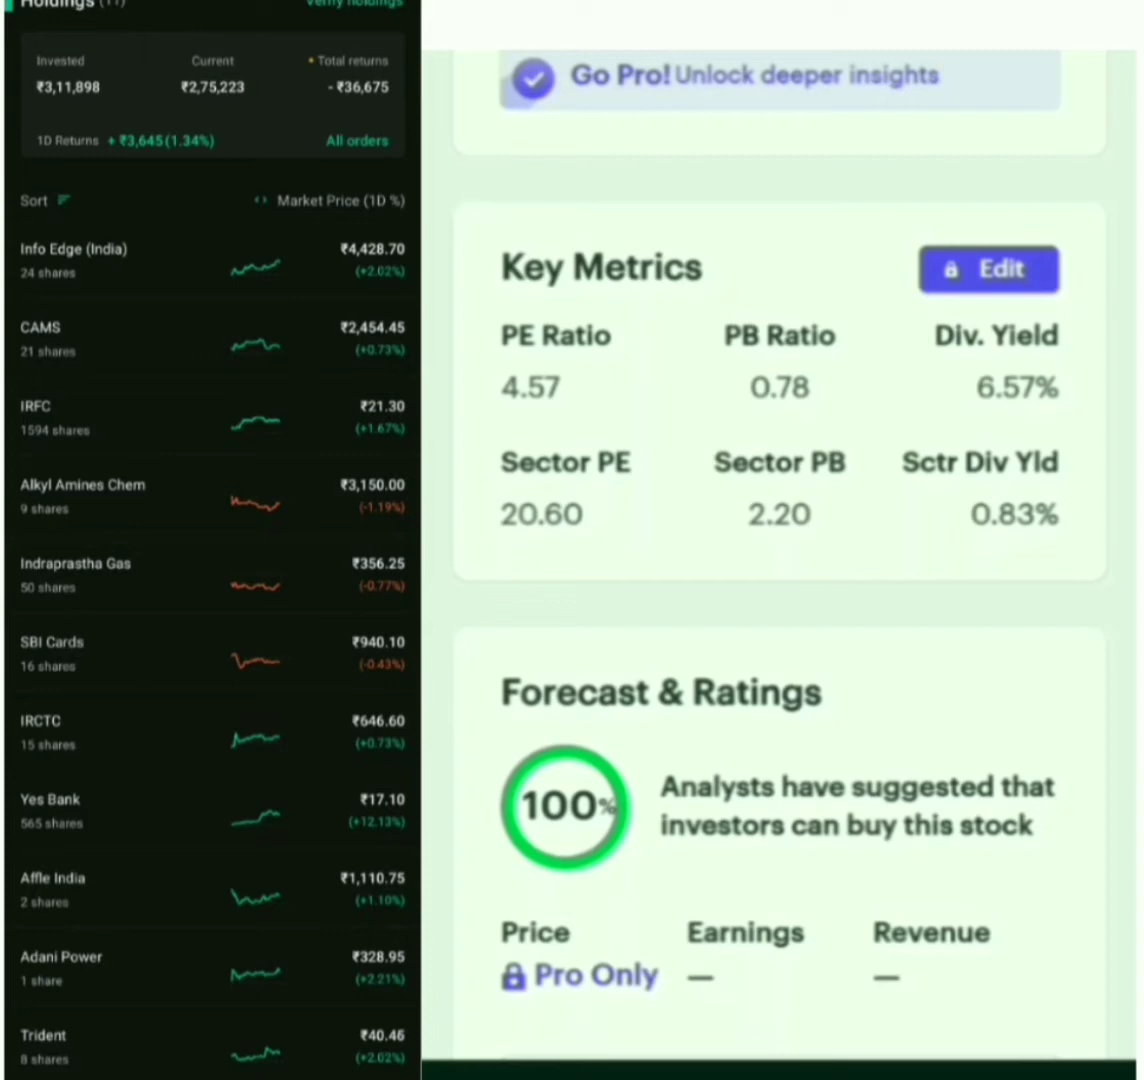 Holdings (11) Verify holdings
Invested Current Total returns
₹3,11,898 ₹2,75,223 - ₹36,675
1D Returns + ₹3,645 (1.34%) All orders
Sort Market Price (1D %)
Info Edge (India) ₹4,428.70
24 shares (+2.02%)
CAMS ₹2,454.45
21 shares (+0.73%)
IRFC ₹21.30
1594 shares (+1.67%)
Alkyl Amines Chem ₹3,150.00
9 shares (-1.19%)
Indraprastha Gas ₹356.25
50 shares (-0.77%)
SBI Cards ₹940.10
16 shares (-0.43%)
IRCTC ₹646.60
15 shares (+0.73%)
Yes Bank ₹17.10
565 shares (+12.13%)
Affle India ₹1,110.75
2 shares (+1.10%)
Adani Power ₹328.95
1 share (+2.21%)
Trident ₹40.45
8 shares (+2.02%)
Go Pro! Unlock deeper insights
Key Metrics Edit
PE Ratio PB Ratio Div. Yield
4.57 0.78 6.57%
Sector PE Sector PB Sctr Div Yld
20.60 2.20 0.83%
Forecast & Ratings
100%
Analysts have suggested that
investors can buy this stock
Price Earnings Revenue
Pro Only — —